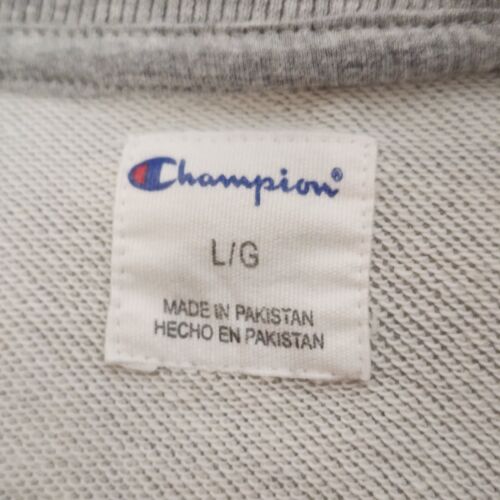 Champion®
L/G
MADE IN PAKISTAN
HECHO EN PAKISTAN